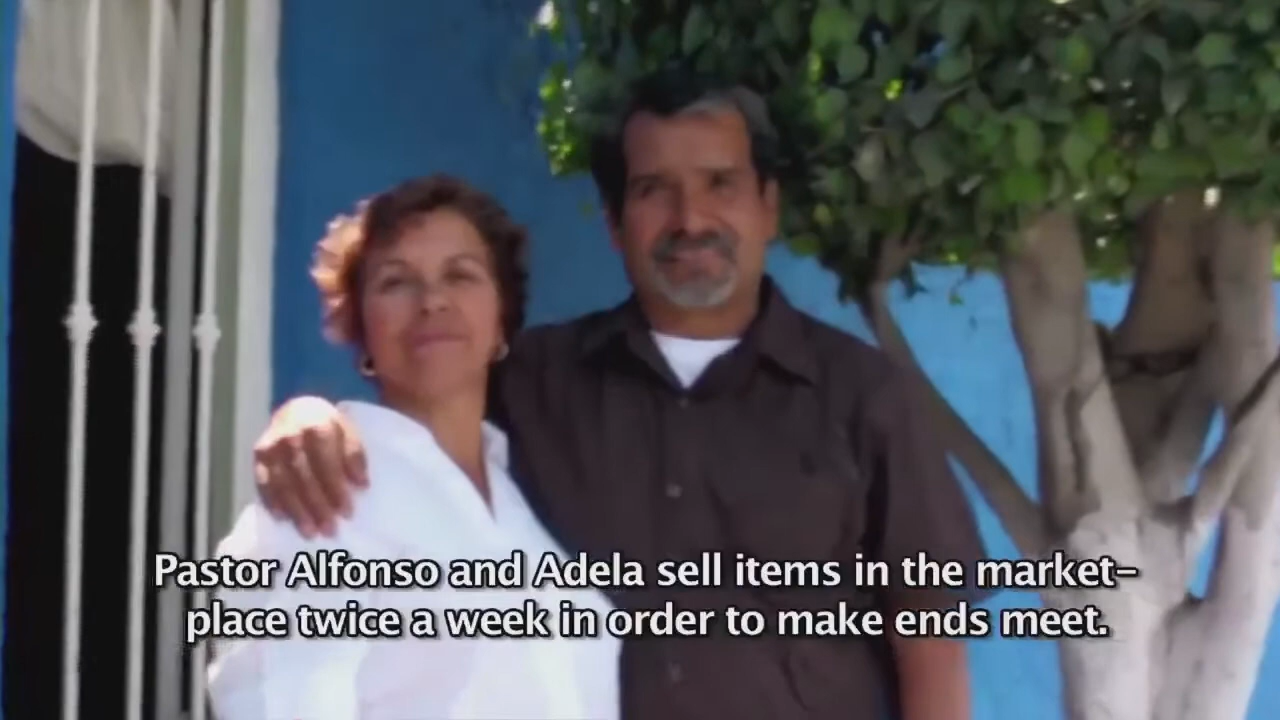 Pastor Alfonso and Adela sell items in the market-
place twice a week in order to make ends meet.